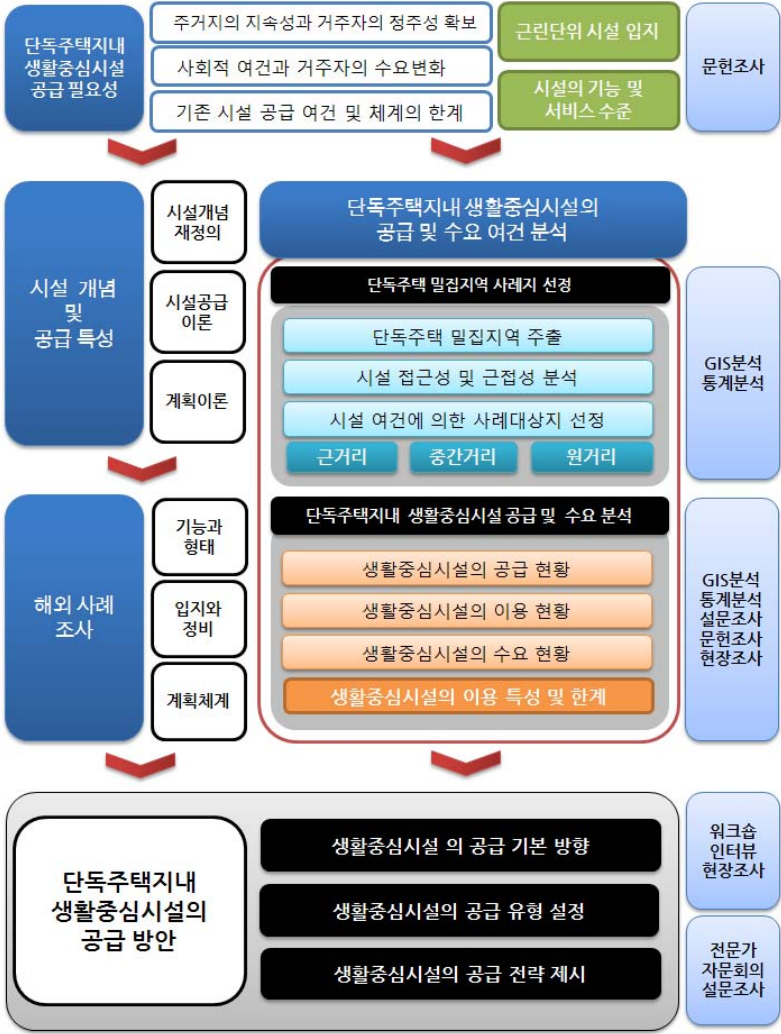 단독주택지내
생활중심시설
공급 필요성
주거지의 지속성과 거주자의 정주성 확보
사회적 여건과 거주자의 수요변화
기존 시설 공급 여건 및 체계의 한계
근린단위 시설 입지
시설의 기능 및
서비스 수준
문헌조사
시설 개념
및
공급 특성
시설개념
재정의
시설공급
이론
계획이론
단독주택지내 생활중심시설의
공급 및 수요 여건 분석
단독주택 밀집지역 사례지 선정
단독주택 밀집지역 추출
시설 접근성 및 근접성 분석
시설 여건에 의한 사례대상지 선정
근거리
중간거리
원거리
GIS분석
통계분석
해외 사례
조사
기능과
형태
입지와
정비
계획체계
단독주택지내 생활중심시설 공급 및 수요 분석
생활중심시설의 공급 현황
생활중심시설의 이용 현황
생활중심시설의 수요 현황
생활중심시설의 이용 특성 및 한계
GIS분석
통계분석
설문조사
문헌조사
현장조사
단독주택지내
생활중심시설의
공급 방안
생활중심시설 의 공급 기본 방향
생활중심시설의 공급 유형 설정
생활중심시설의 공급 전략 제시
워크숍
인터뷰
현장조사
전문가
자문회의
설문조사